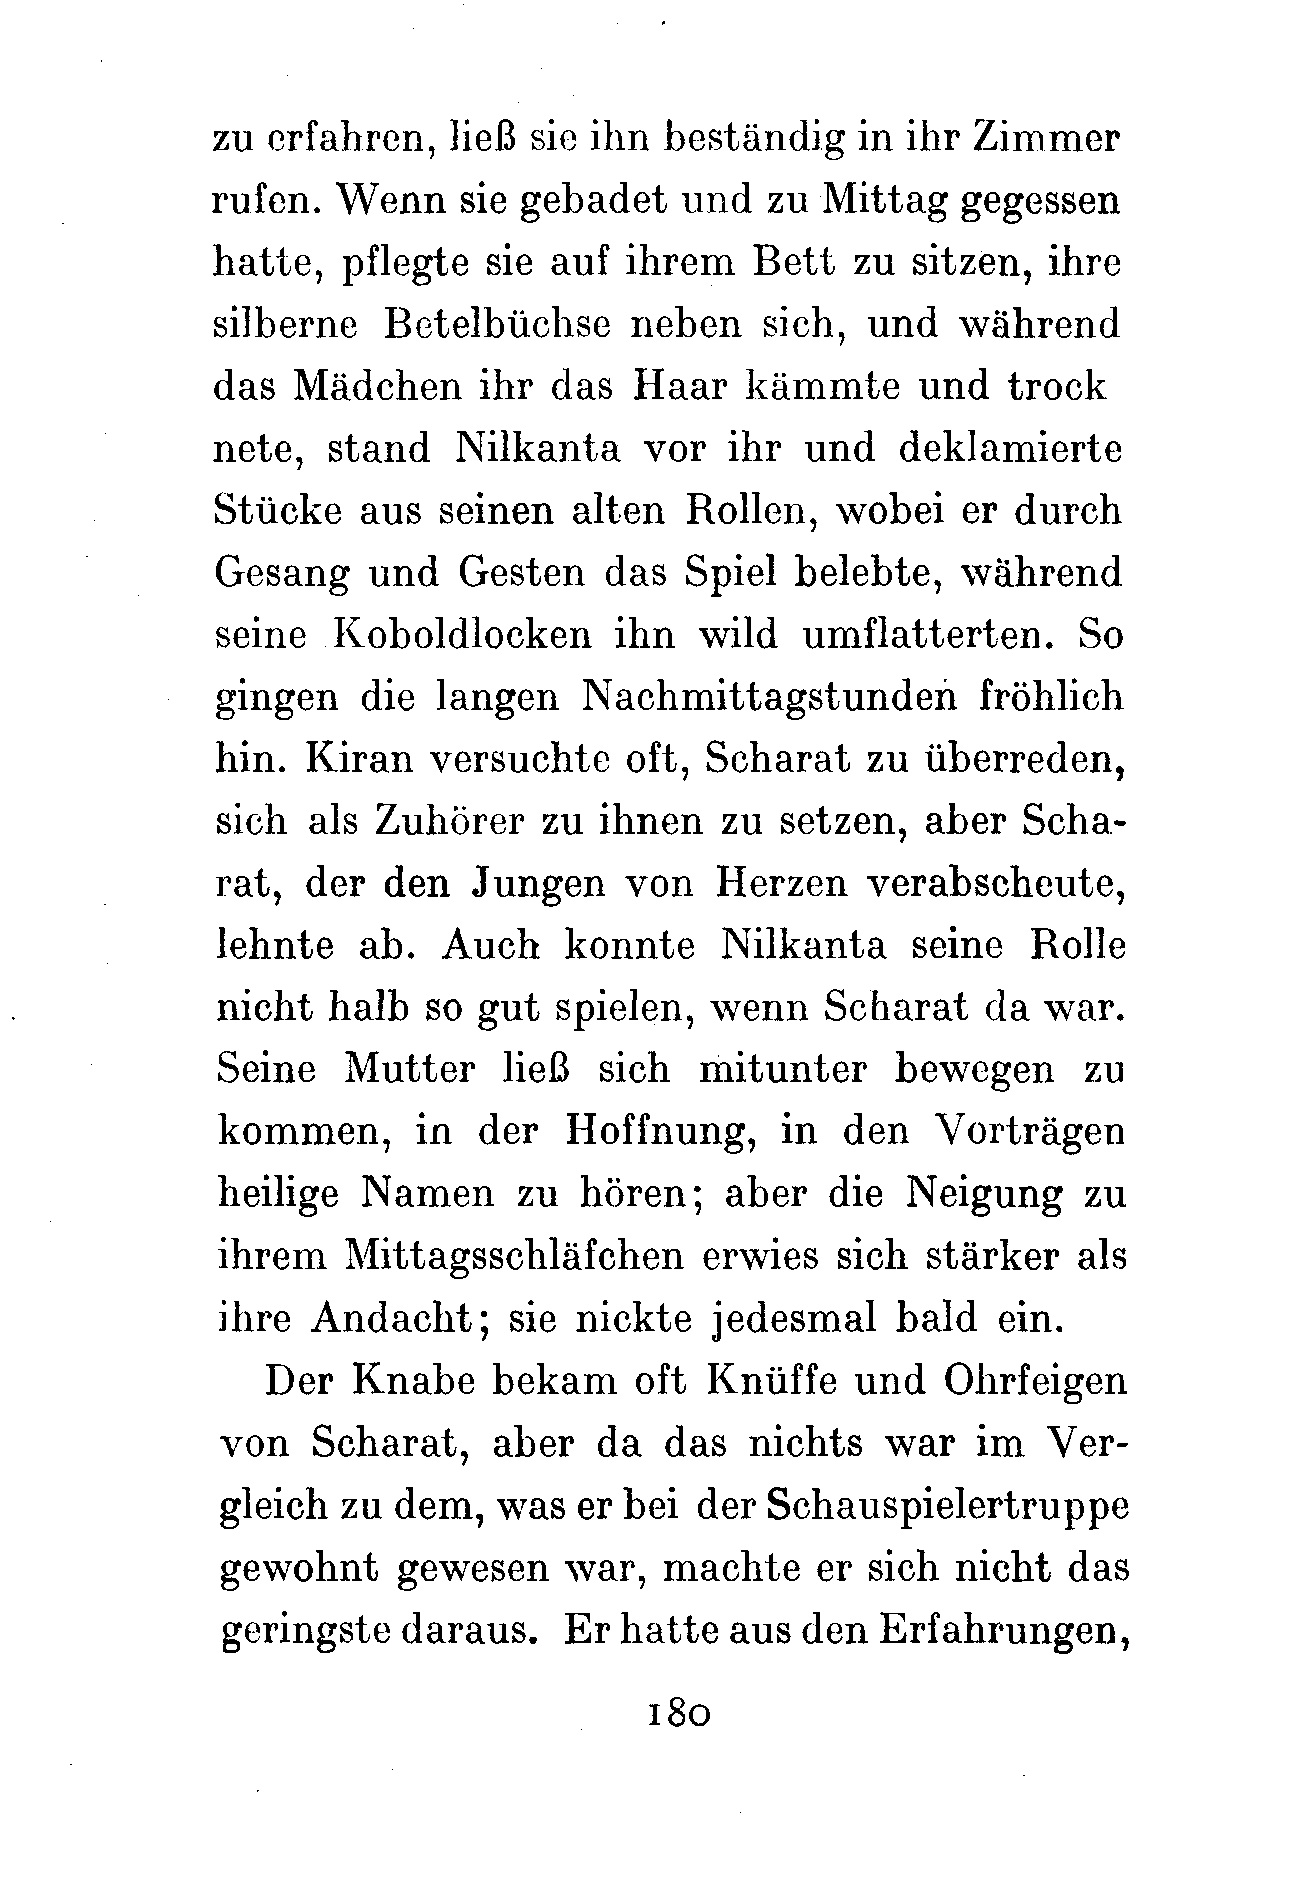 zu erfahren, ließ sie ihn beständig in ihr Zimmer
rufen. Wenn sie gebadet und zu Mittag gegessen
hatte, pflegte sie auf ihrem Bett zu sitzen, ihre
silberne Betelbüchse neben sich, und während
das Mädchen ihr das Haar kämmte und trock
nete, stand Nilkanta vor ihr und deklamierte
Stücke aus seinen alten Rollen, wobei er durch
Gesang und Gesten das Spiel belebte, während
seine Koboldlocken ihn wild umflatterten. So
gingen die langen Nachmittagstunden fröhlich
hin. Kiran versuchte oft, Scharat zu überreden,
sich als Zuhörer zu ihnen zu setzen, aber Scha-
rat, der den Jungen von Herzen verabscheute,
lehnte ab. Auch konnte Nilkanta seine Rolle
nicht halb so gut spielen, wenn Scharat da war.
Seine Mutter ließ sich mitunter bewegen zu
kommen, in der Hoffnung, in den Vorträgen
heilige Namen zu hören; aber die Neigung zu
ihrem Mittagsschläfchen erwies sich stärker als
ihre Andacht; sie nickte jedesmal bald ein.
Der Knabe bekam oft Knüffe und Ohrfeigen
von Scharat, aber da das nichts war im Ver-
gleich zu dem, was er bei der Schauspielertruppe
gewohnt gewesen war, machte er sich nicht das
geringste daraus. Er hatte aus den Erfahrungen,
180